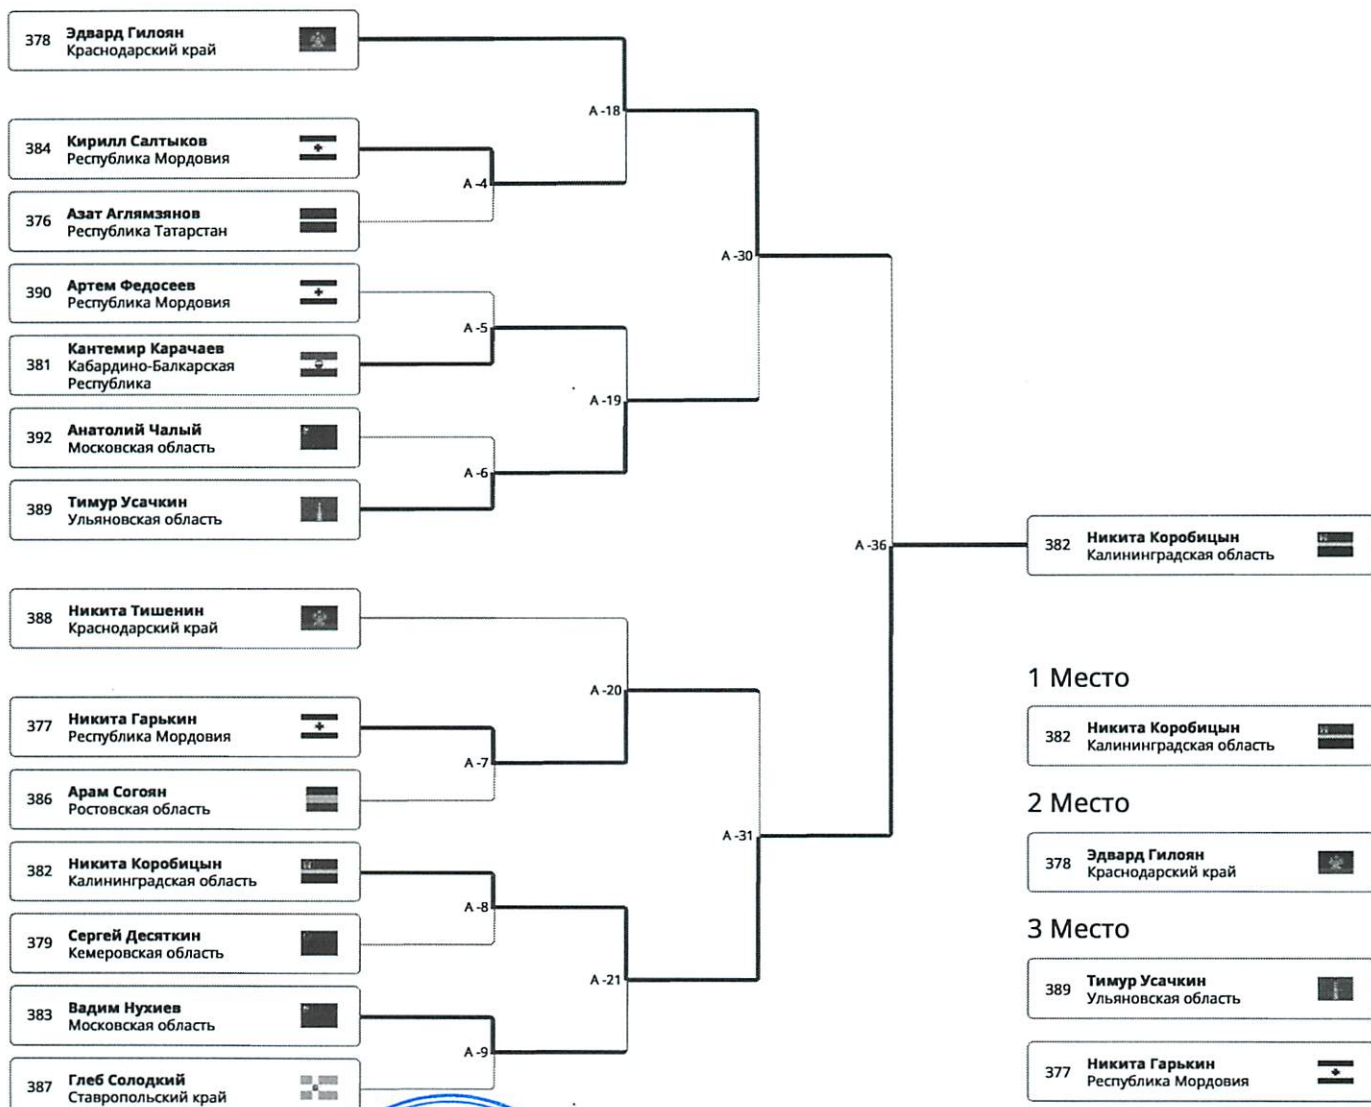 378 Эдвард Гилоян
Краснодарский край
A -18
384 Кирилл Салтыков
Республика Мордовия
A -4
376 Азат Аглямзянов
Республика Татарстан
A -30
390 Артем Федосеев
Республика Мордовия
A -5
381 Кантемир Карачаев
Кабардино-Балкарская
Республика
A -19
392 Анатолий Чалый
Московская область
A -6
389 Тимур Усачкин
Ульяновская область
A -36
382 Никита Коробицын
Калининградская область
388 Никита Тишенин
Краснодарский край
A -20
377 Никита Гарькин
Республика Мордовия
A -7
386 Арам Согоян
Ростовская область
A -31
382 Никита Коробицын
Калининградская область
A -8
379 Сергей Десяткин
Кемеровская область
A -21
383 Вадим Нухиев
Московская область
A -9
387 Глеб Солодкий
Ставропольский край
1 Место
382 Никита Коробицын
Калининградская область
2 Место
378 Эдвард Гилоян
Краснодарский край
3 Место
389 Тимур Усачкин
Ульяновская область
377 Никита Гарькин
Республика Мордовия